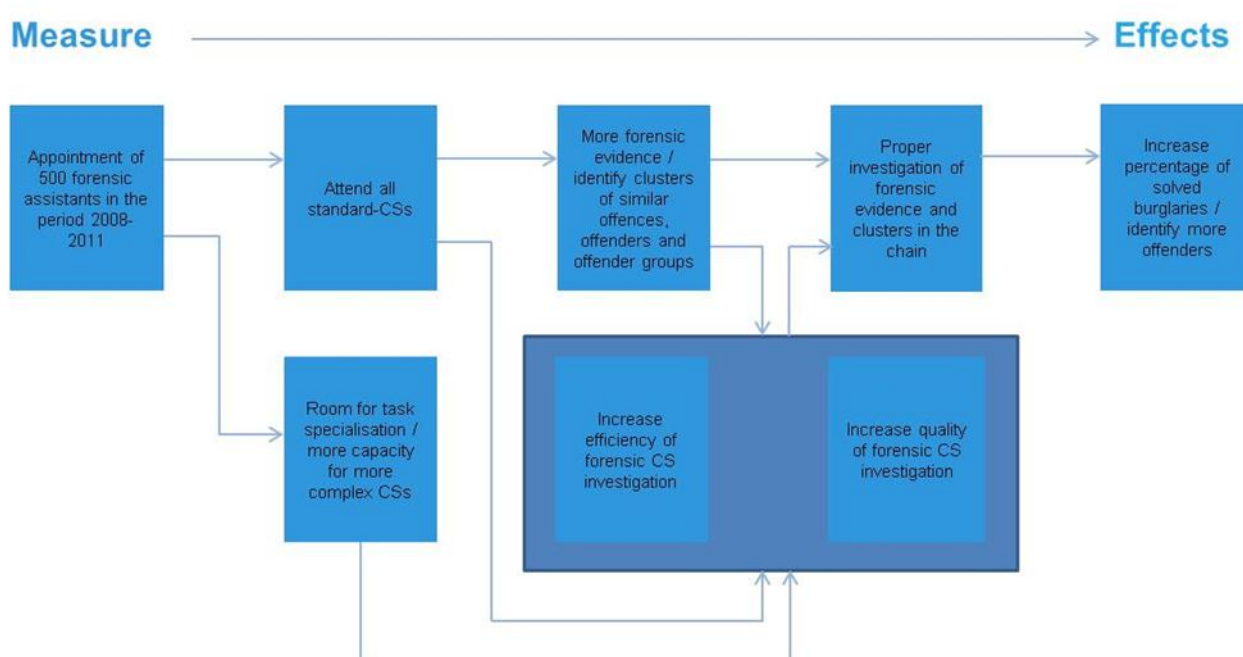 Measure
Effects
Appointment of
500 forensic
assistants in the
period 2008-
2011
Attend all
standard-CSs
More forensic
evidence /
identify clusters
of similar
offences,
offenders and
offender groups
Proper
investigation of
forensic
evidence and
clusters in the
chain
Increase
percentage of
solved
burglaries /
identify more
offenders
Room for task
specialisation /
more capacity
for more
complex CSs
Increase
efficiency of
forensic CS
investigation
Increase quality
of forensic CS
investigation